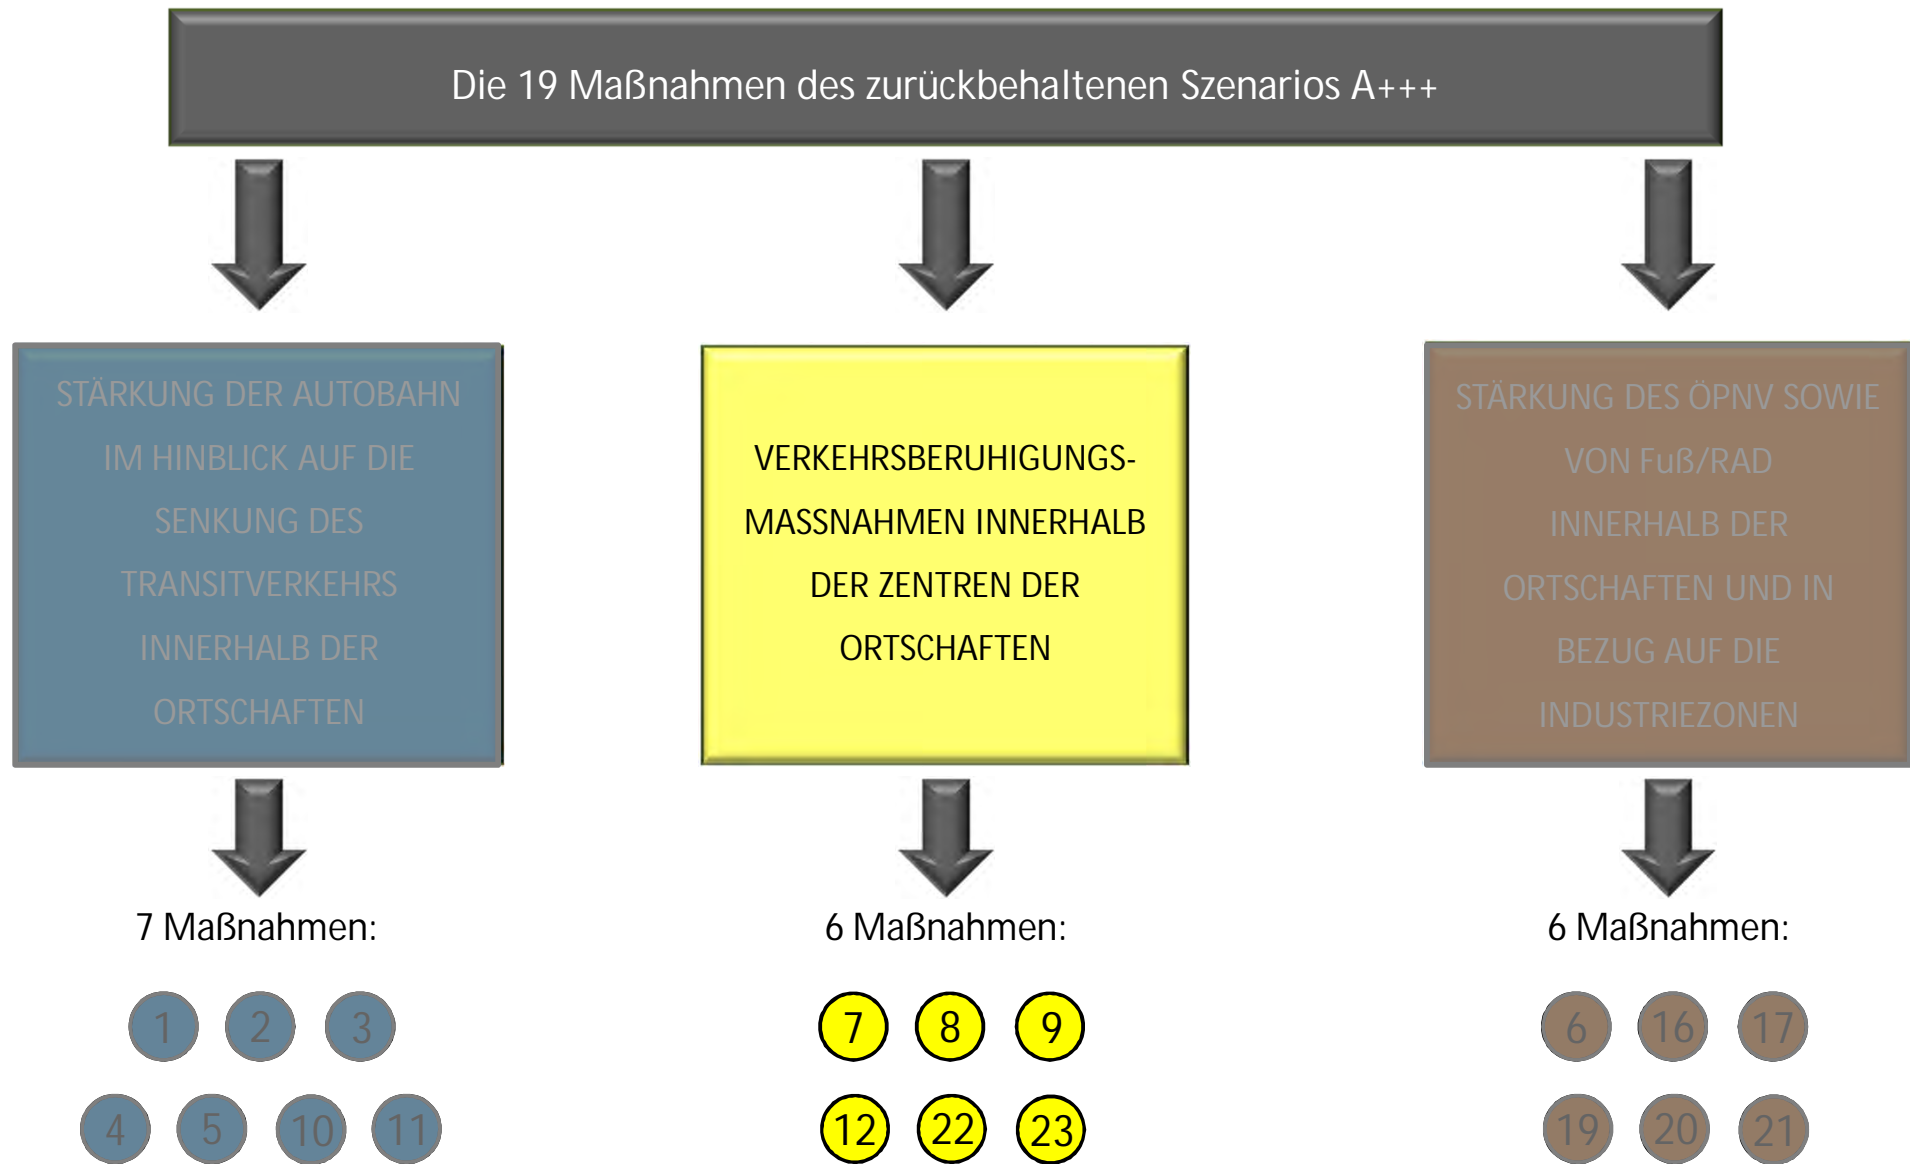 Die 19 Maßnahmen des zurückbehaltenen Szenarios A+++
STÄRKUNG DER AUTOBAHN
IM HINBLICK AUF DIE
SENKUNG DES
TRANSITVERKEHRS
INNERHALB DER
ORTSCHAFTEN
VERKEHRSBERUHIGUNGS-
MASSNAHMEN INNERHALB
DER ZENTREN DER
ORTSCHAFTEN
STÄRKUNG DES ÖPNV SOWIE
VON Fuß/RAD
INNERHALB DER
ORTSCHAFTEN UND IN
BEZUG AUF DIE
INDUSTRIEZONEN
7 Maßnahmen:
1 2 3
4 5 10 11
6 Maßnahmen:
7 8 9
12 22 23
6 Maßnahmen:
6 16 17
19 20 21